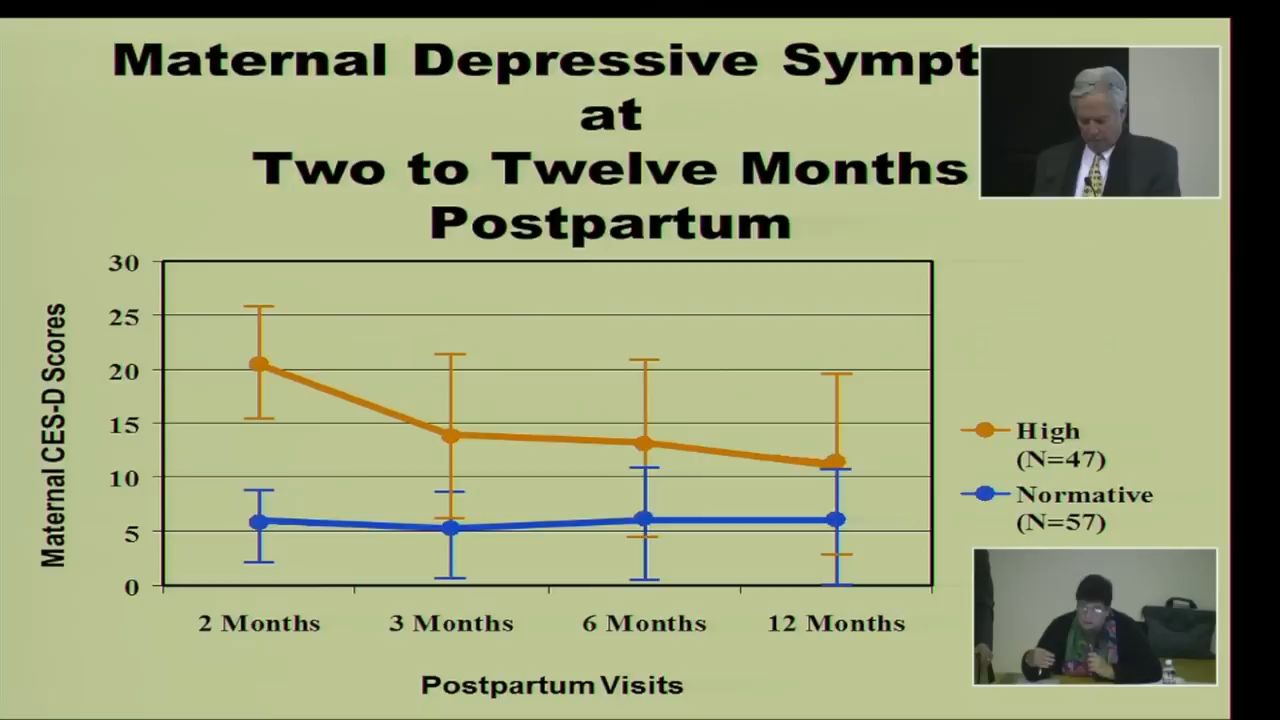 Maternal Depressive Sympt
at
Two to Twelve Months
Postpartum
Maternal CES-D Scores
30
25
20
15
10
5
0
2 Months
3 Months
6 Months
12 Months
Postpartum Visits
High
(N=47)
Normative
(N=57)